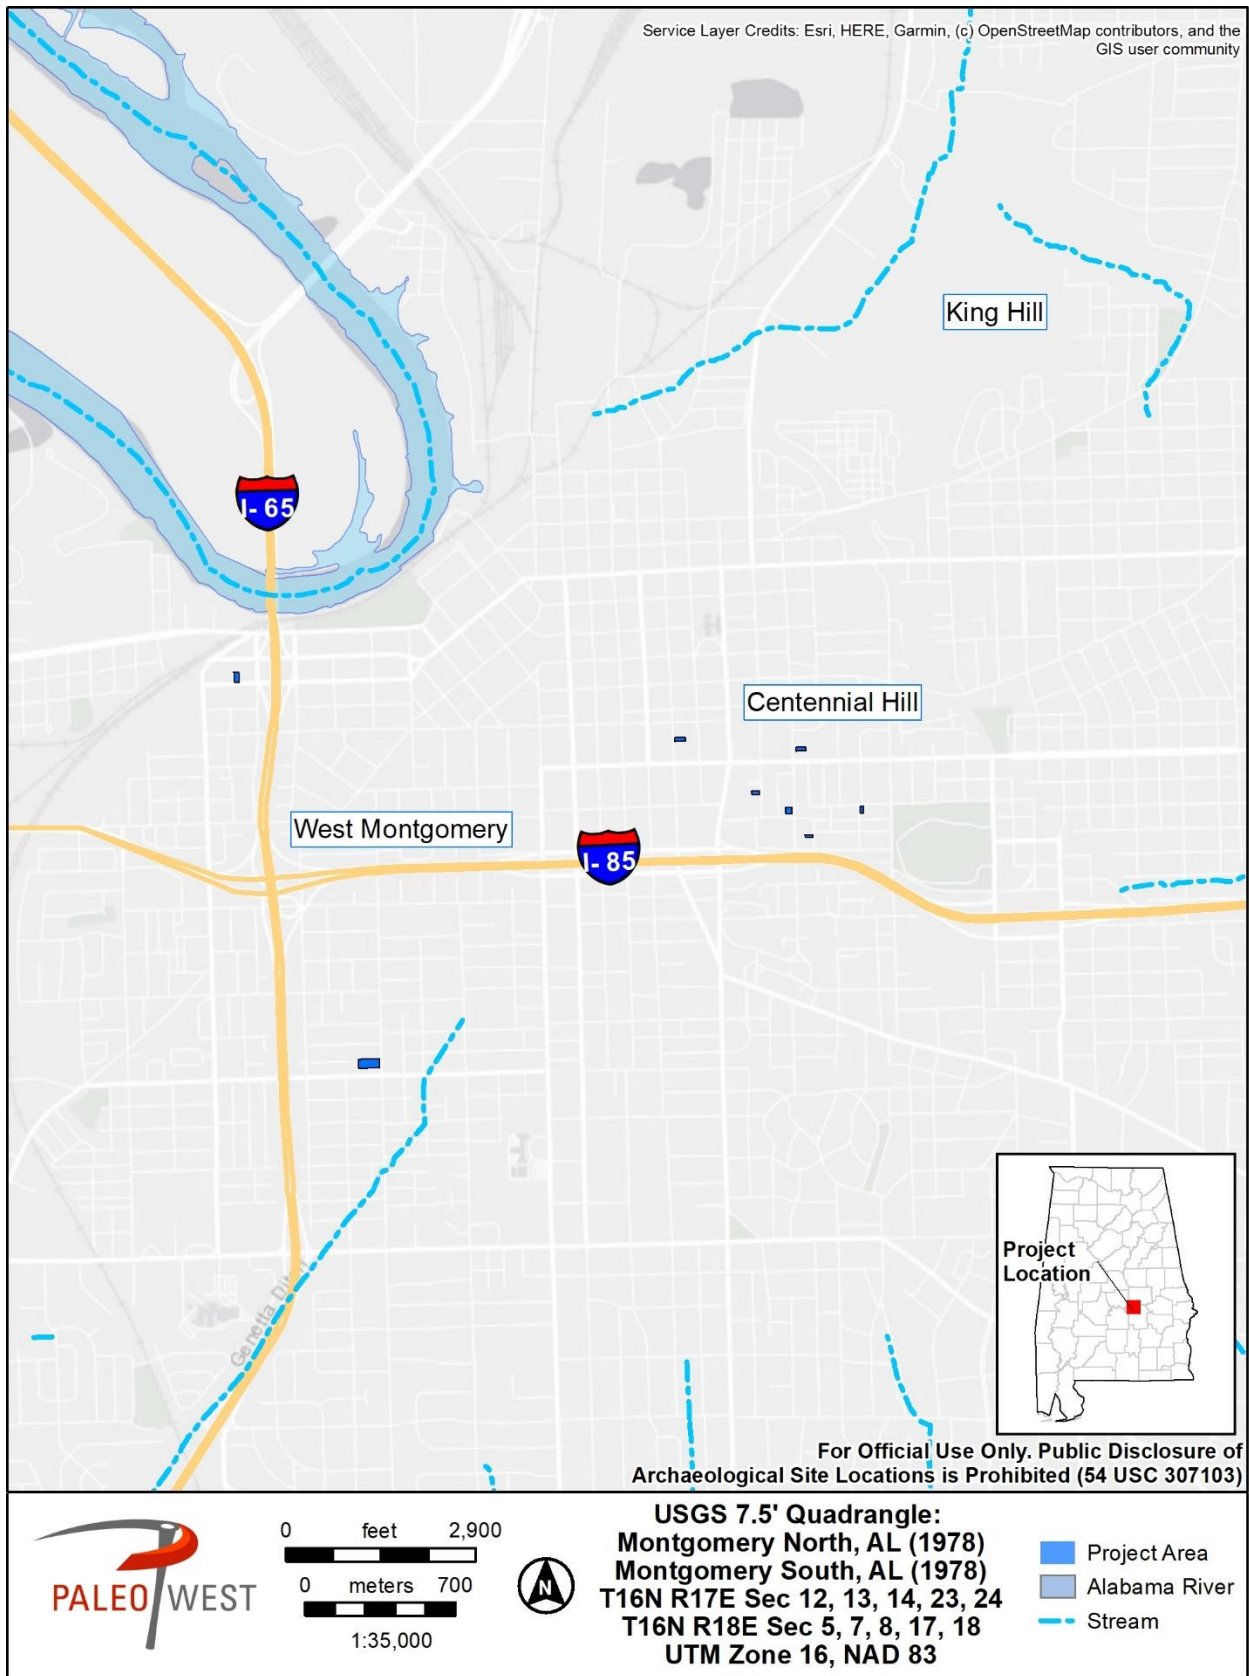 Service Layer Credits: Esri, HERE, Garmin, (c) OpenStreetMap contributors, and the
GIS user community
King Hill
I- 65
Centennial Hill
West Montgomery
I- 85
Genetta Ditch
Project
Location
For Official Use Only. Public Disclosure of
Archaeological Site Locations is Prohibited (54 USC 307103)
PALEO WEST
0 feet 2,900
0 meters 700
1:35,000
N
USGS 7.5' Quadrangle:
Montgomery North, AL (1978)
Montgomery South, AL (1978)
T16N R17E Sec 12, 13, 14, 23, 24
T16N R18E Sec 5, 7, 8, 17, 18
UTM Zone 16, NAD 83
Project Area
Alabama River
Stream